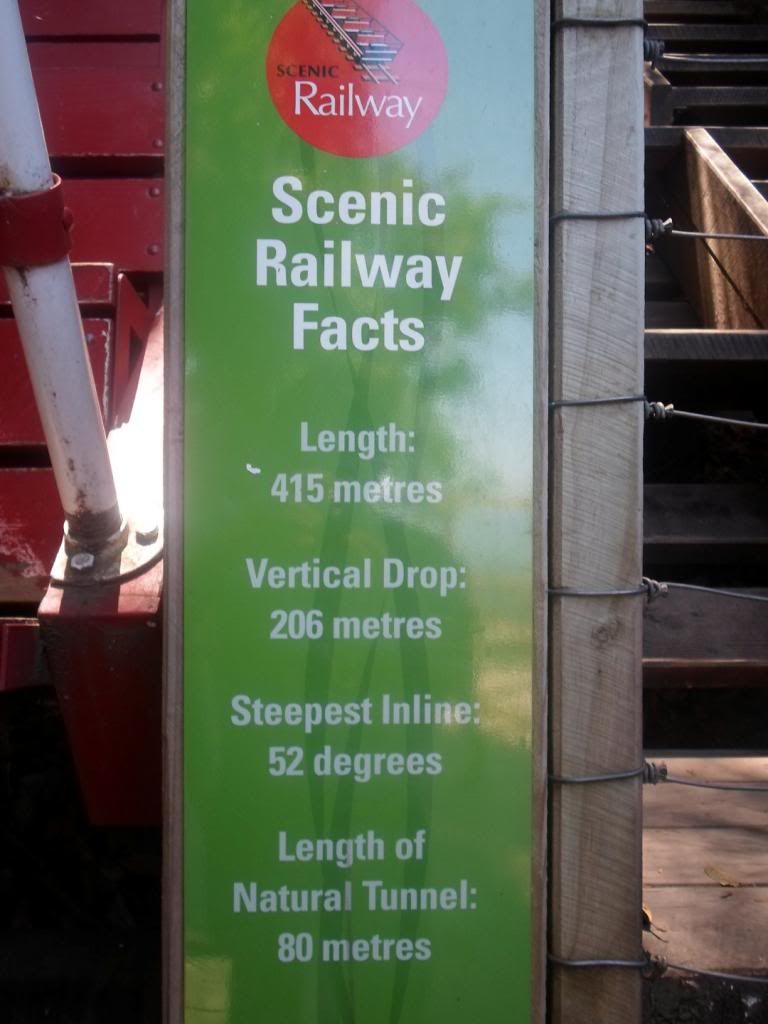 SCENIC
Railway
Scenic
Railway
Facts
Length:
415 metres
Vertical Drop:
206 metres
Steepest Inline:
52 degrees
Length of
Natural Tunnel:
80 metres